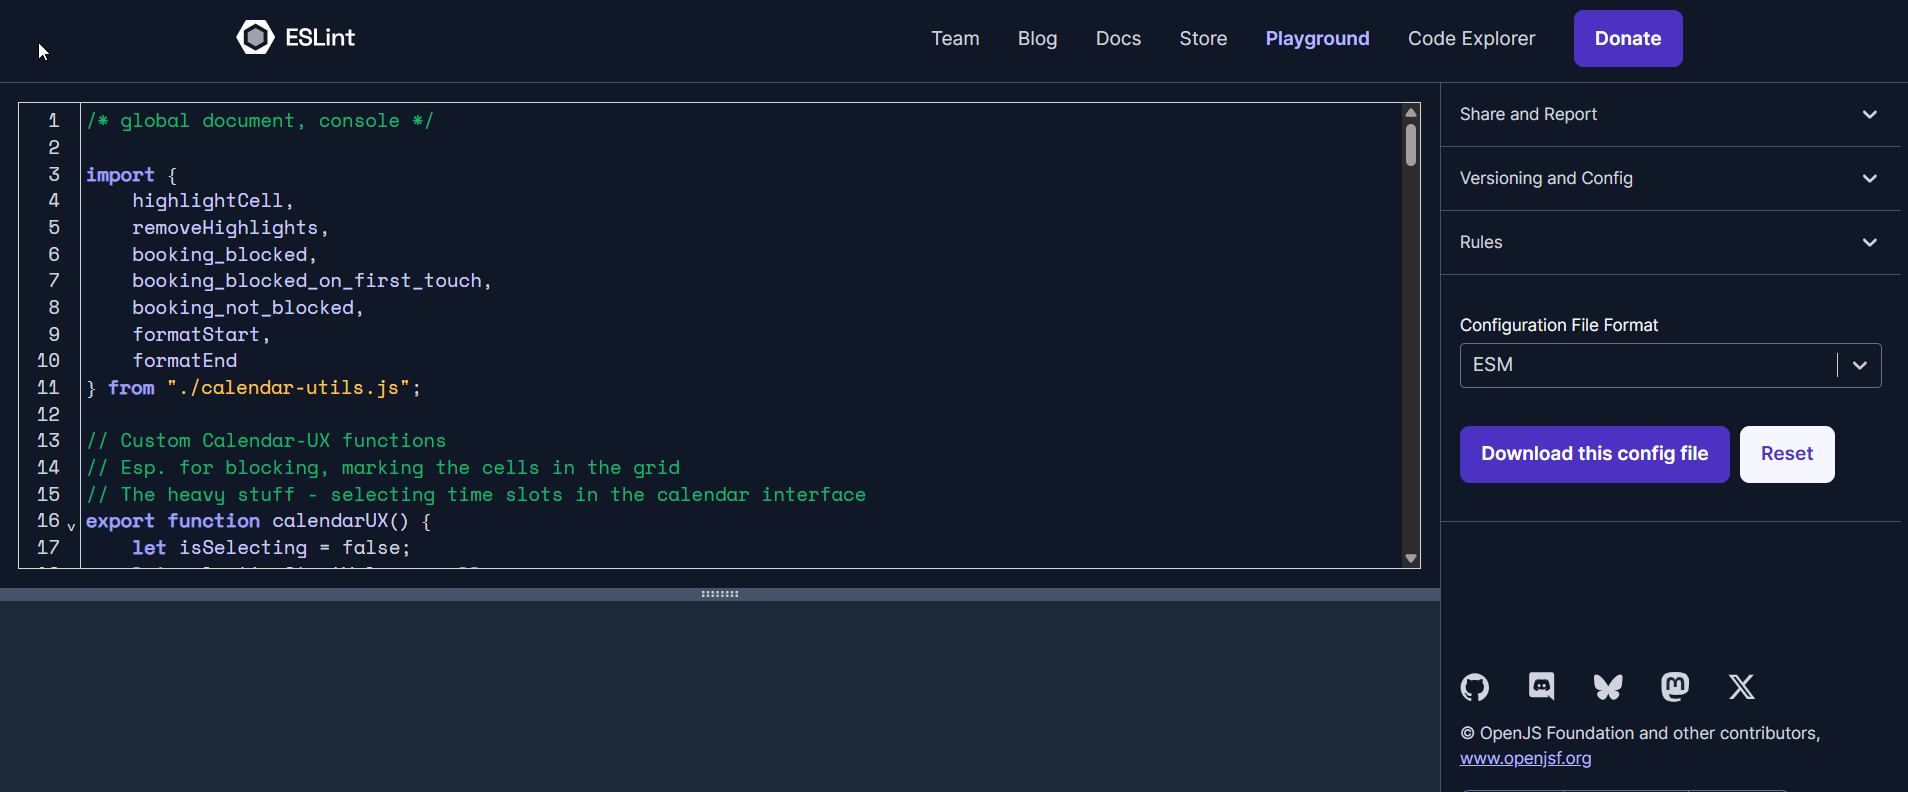 ESLint
Team Blog Docs Store Playground Code Explorer Donate
1 /* global document, console */
2
3 import {
4 highlightCell,
5 removeHighlights,
6 booking_blocked,
7 booking_blocked_on_first_touch,
8 booking_not_blocked,
9 formatStart,
10 formatEnd
11 } from "./calendar-utils.js";
12
13 // Custom Calendar-UX functions
14 // Esp. for blocking, marking the cells in the grid
15 // The heavy stuff - selecting time slots in the calendar interface
16 export function calendarUX() {
17 let isSelecting = false;
Share and Report
Versioning and Config
Rules
Configuration File Format
ESM
Download this config file Reset
© OpenJS Foundation and other contributors,
www.openjsf.org